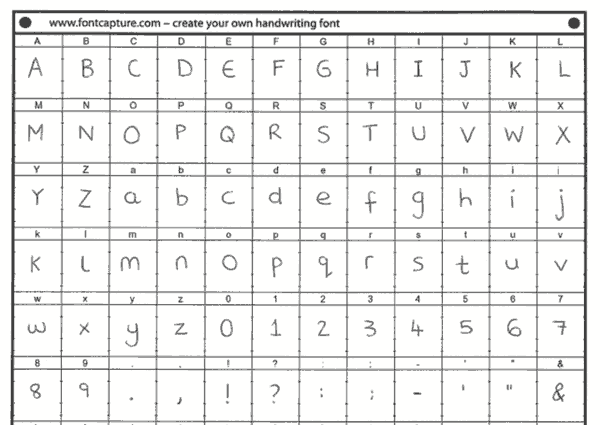 www.fontcapture.com – create your own handwriting font
A B C D E F G H I J K L
A B C D E F G H I J K L
M N O P Q R S T U V W X
M N O P Q R S T U V W X
Y Z a b c d e f g h i j
Y Z a b c d e f g h i j
k l m n o p q r s t u v
k l m n o p q r s t u v
w x y z 0 1 2 3 4 5 6 7
w x y z 0 1 2 3 4 5 6 7
8 9 . , ! ? : ; - ' " &
8 9 . , ! ? : ; - ' " &